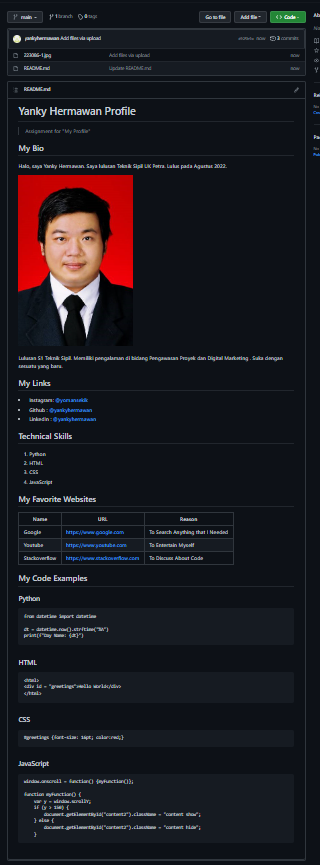 main
1 branch
0 tags
Go to file
Add file
Code
yankyhermawan Add files via upload
now
3 commits
223086-1.jpg Add files via upload now
README.md Update README.md now
README.md
Yanky Hermawan Profile
Assignment for "My Profile"
My Bio
Halo, saya Yanky Hermawan. Saya lulusan Teknik Sipil UK Petra. Lulus pada Agustus 2022.
Lulusan S1 Teknik Sipil. Memiliki pengalaman di bidang Pengawasan Proyek dan Digital Marketing . Suka dengan
sesuatu yang baru.
My Links
Instagram: @yomansekik
Github : @yankyhermawan
Linkedin : @yankyhermawan
Technical Skills
1. Python
2. HTML
3. CSS
4. JavaScript
My Favorite Websites
Name URL Reason
Google https://www.google.com To Search Anything that I Needed
Youtube https://www.youtube.com To Entertain Myself
Stackoverflow https://www.stackoverflow.com To Discuss About Code
My Code Examples
Python
from datetime import datetime
dt = datetime.now().strftime("%A")
print(f"Day Name: {dt}")
HTML
<html>
<div id = "greetings">Hello World</div>
</html>
CSS
#greetings {font-size: 16pt; color:red;}
JavaScript
window.onscroll = function() {myFunction()};
function myFunction() {
var y = window.scrollY;
if (y > 150) {
document.getElementById("content2").className = "content show";
} else {
document.getElementById("content2").className = "content hide";
}